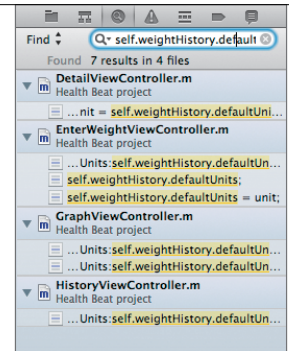 Find self.weightHistory.default
Found 7 results in 4 files
DetailViewController.m
Health Beat project
...nit = self.weightHistory.defaultUni...
EnterWeightViewController.m
Health Beat project
...Units:self.weightHistory.defaultUn...
self.weightHistory.defaultUnits;
self.weightHistory.defaultUnits = unit;
GraphViewController.m
Health Beat project
...Units:self.weightHistory.defaultUn...
...Units:self.weightHistory.defaultUn...
HistoryViewController.m
Health Beat project
...Units:self.weightHistory.defaultUn...